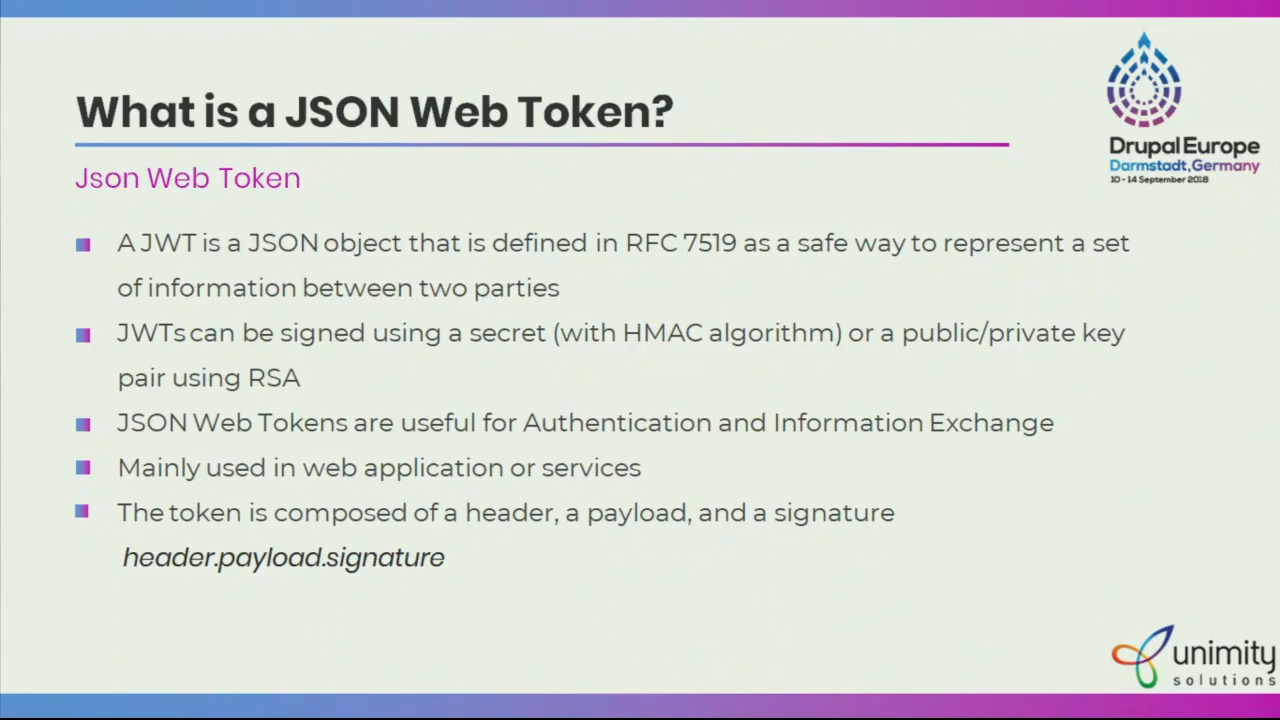 What is a JSON Web Token?
Json Web Token
A JWT is a JSON object that is defined in RFC 7519 as a safe way to represent a set
of information between two parties
JWTs can be signed using a secret (with HMAC algorithm) or a public/private key
pair using RSA
JSON Web Tokens are useful for Authentication and Information Exchange
Mainly used in web application or services
The token is composed of a header, a payload, and a signature
header.payload.signature
Drupal Europe
Darmstadt, Germany
10 - 14 September 2018
unimity
solutions